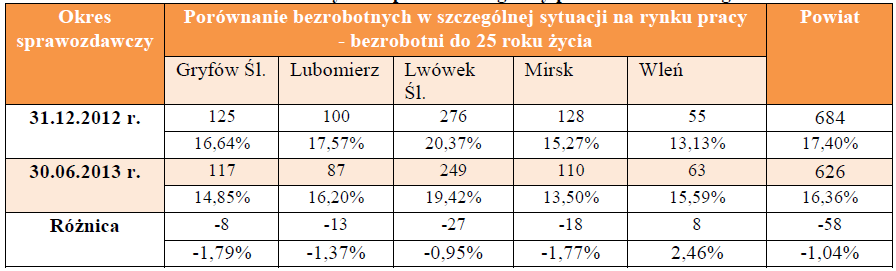 Okres sprawozdawczy Porównanie bezrobotnych w szczególnej sytuacji na rynku pracy - bezrobotni do 25 roku życia Powiat
Gryfów Śl. Lubomierz Lwówek Śl. Mirsk Wleń
31.12.2012 r. 125 100 276 128 55 684
16,64% 17,57% 20,37% 15,27% 13,13% 17,40%
30.06.2013 r. 117 87 249 110 63 626
14,85% 16,20% 19,42% 13,50% 15,59% 16,36%
Różnica -8 -13 -27 -18 8 -58
-1,79% -1,37% -0,95% -1,77% 2,46% -1,04%